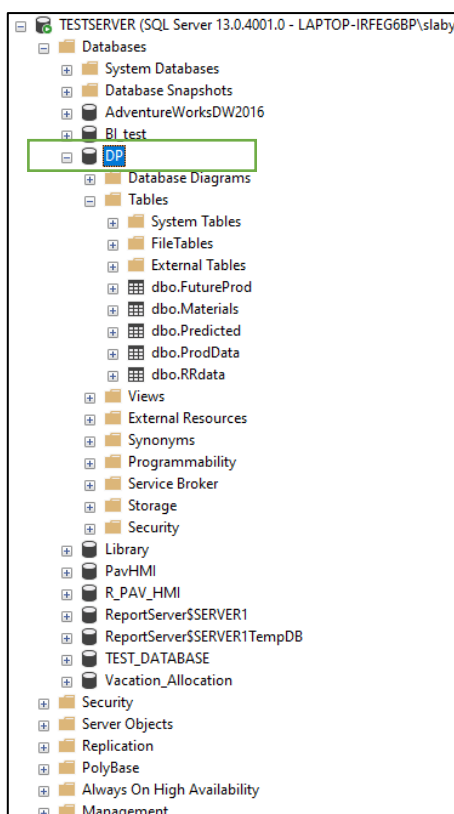 TESTSERVER (SQL Server 13.0.4001.0 - LAPTOP-IRFEG6BP\slaby
Databases
System Databases
Database Snapshots
AdventureWorksDW2016
BI_test
DP
Database Diagrams
Tables
System Tables
FileTables
External Tables
dbo.FutureProd
dbo.Materials
dbo.Predicted
dbo.ProdData
dbo.RRdata
Views
External Resources
Synonyms
Programmability
Service Broker
Storage
Security
Library
PavHMI
R_PAV_HMI
ReportServer$SERVER1
ReportServer$SERVER1TempDB
TEST_DATABASE
Vacation_Allocation
Security
Server Objects
Replication
PolyBase
Always On High Availability
Management